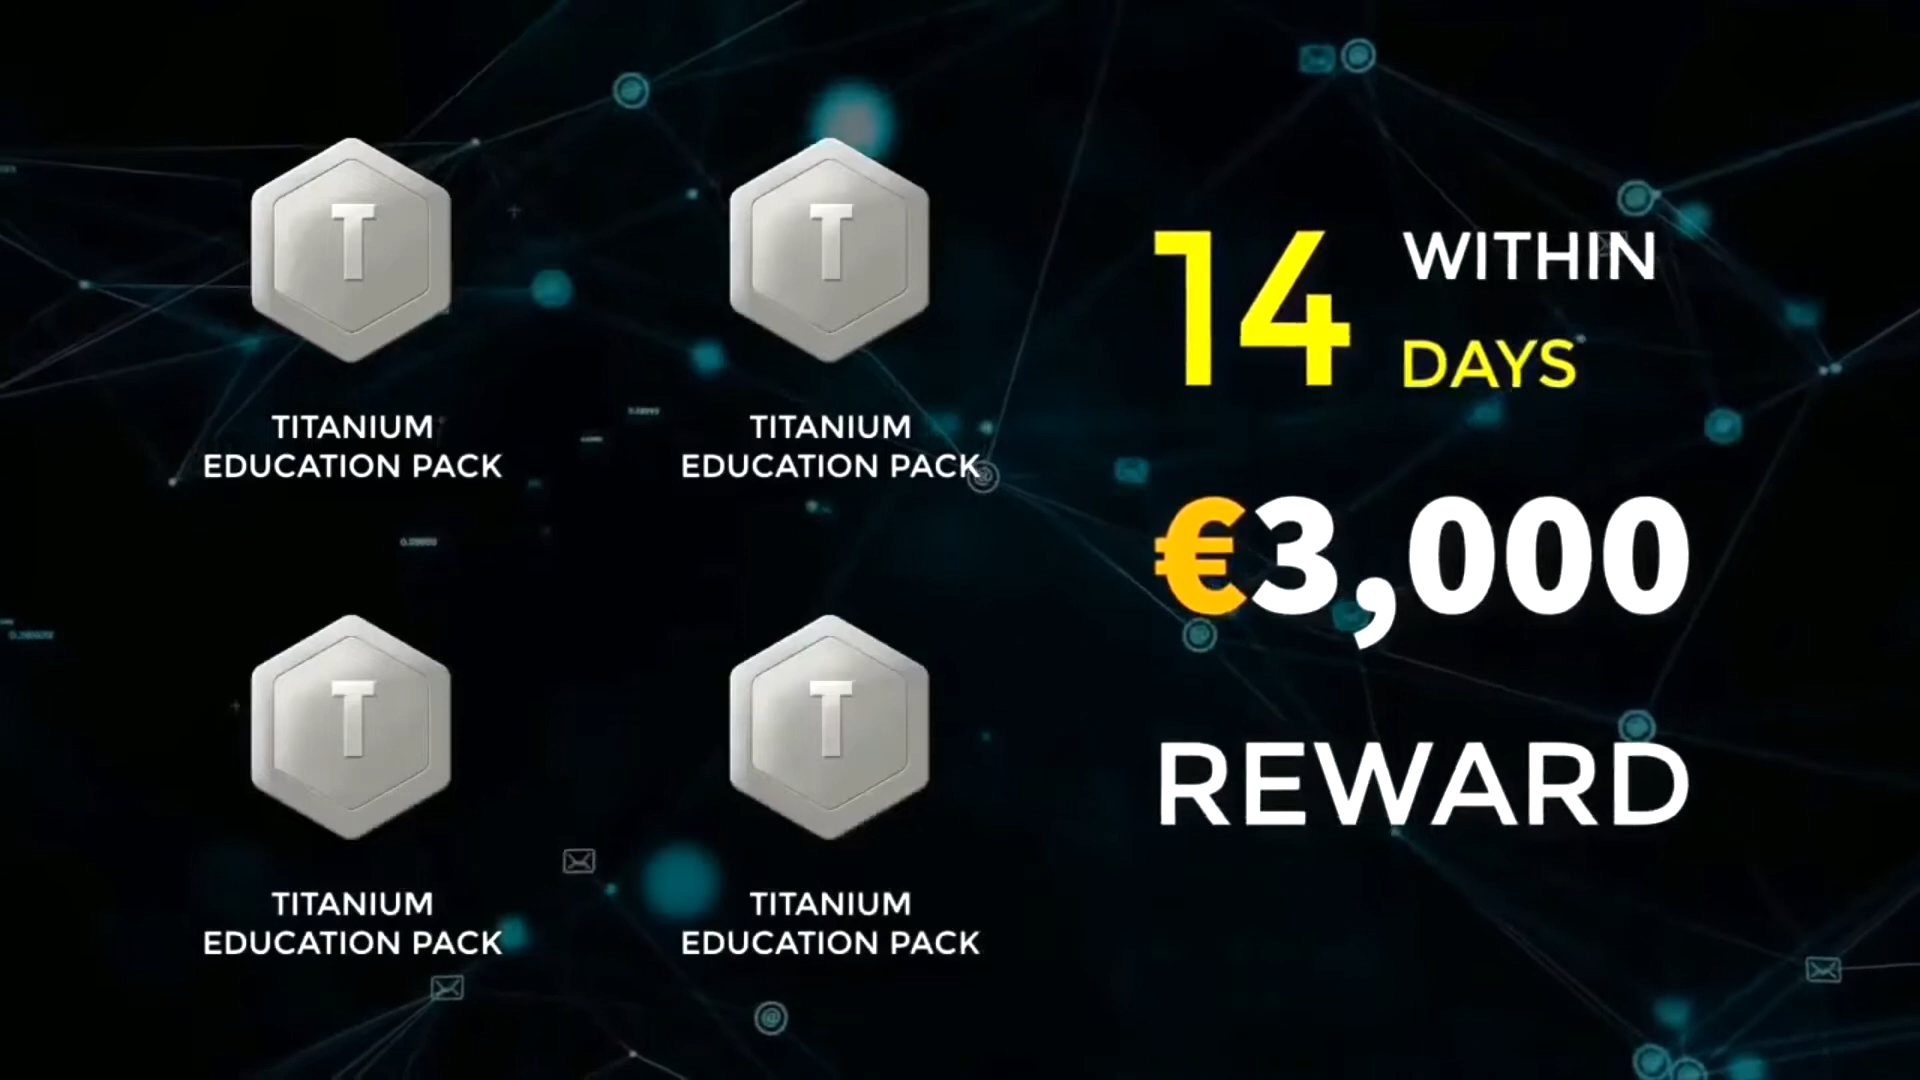 T
TITANIUM
EDUCATION PACK
T
TITANIUM
EDUCATION PACK
T
TITANIUM
EDUCATION PACK
T
TITANIUM
EDUCATION PACK
14 WITHIN
DAYS
€3,000
REWARD